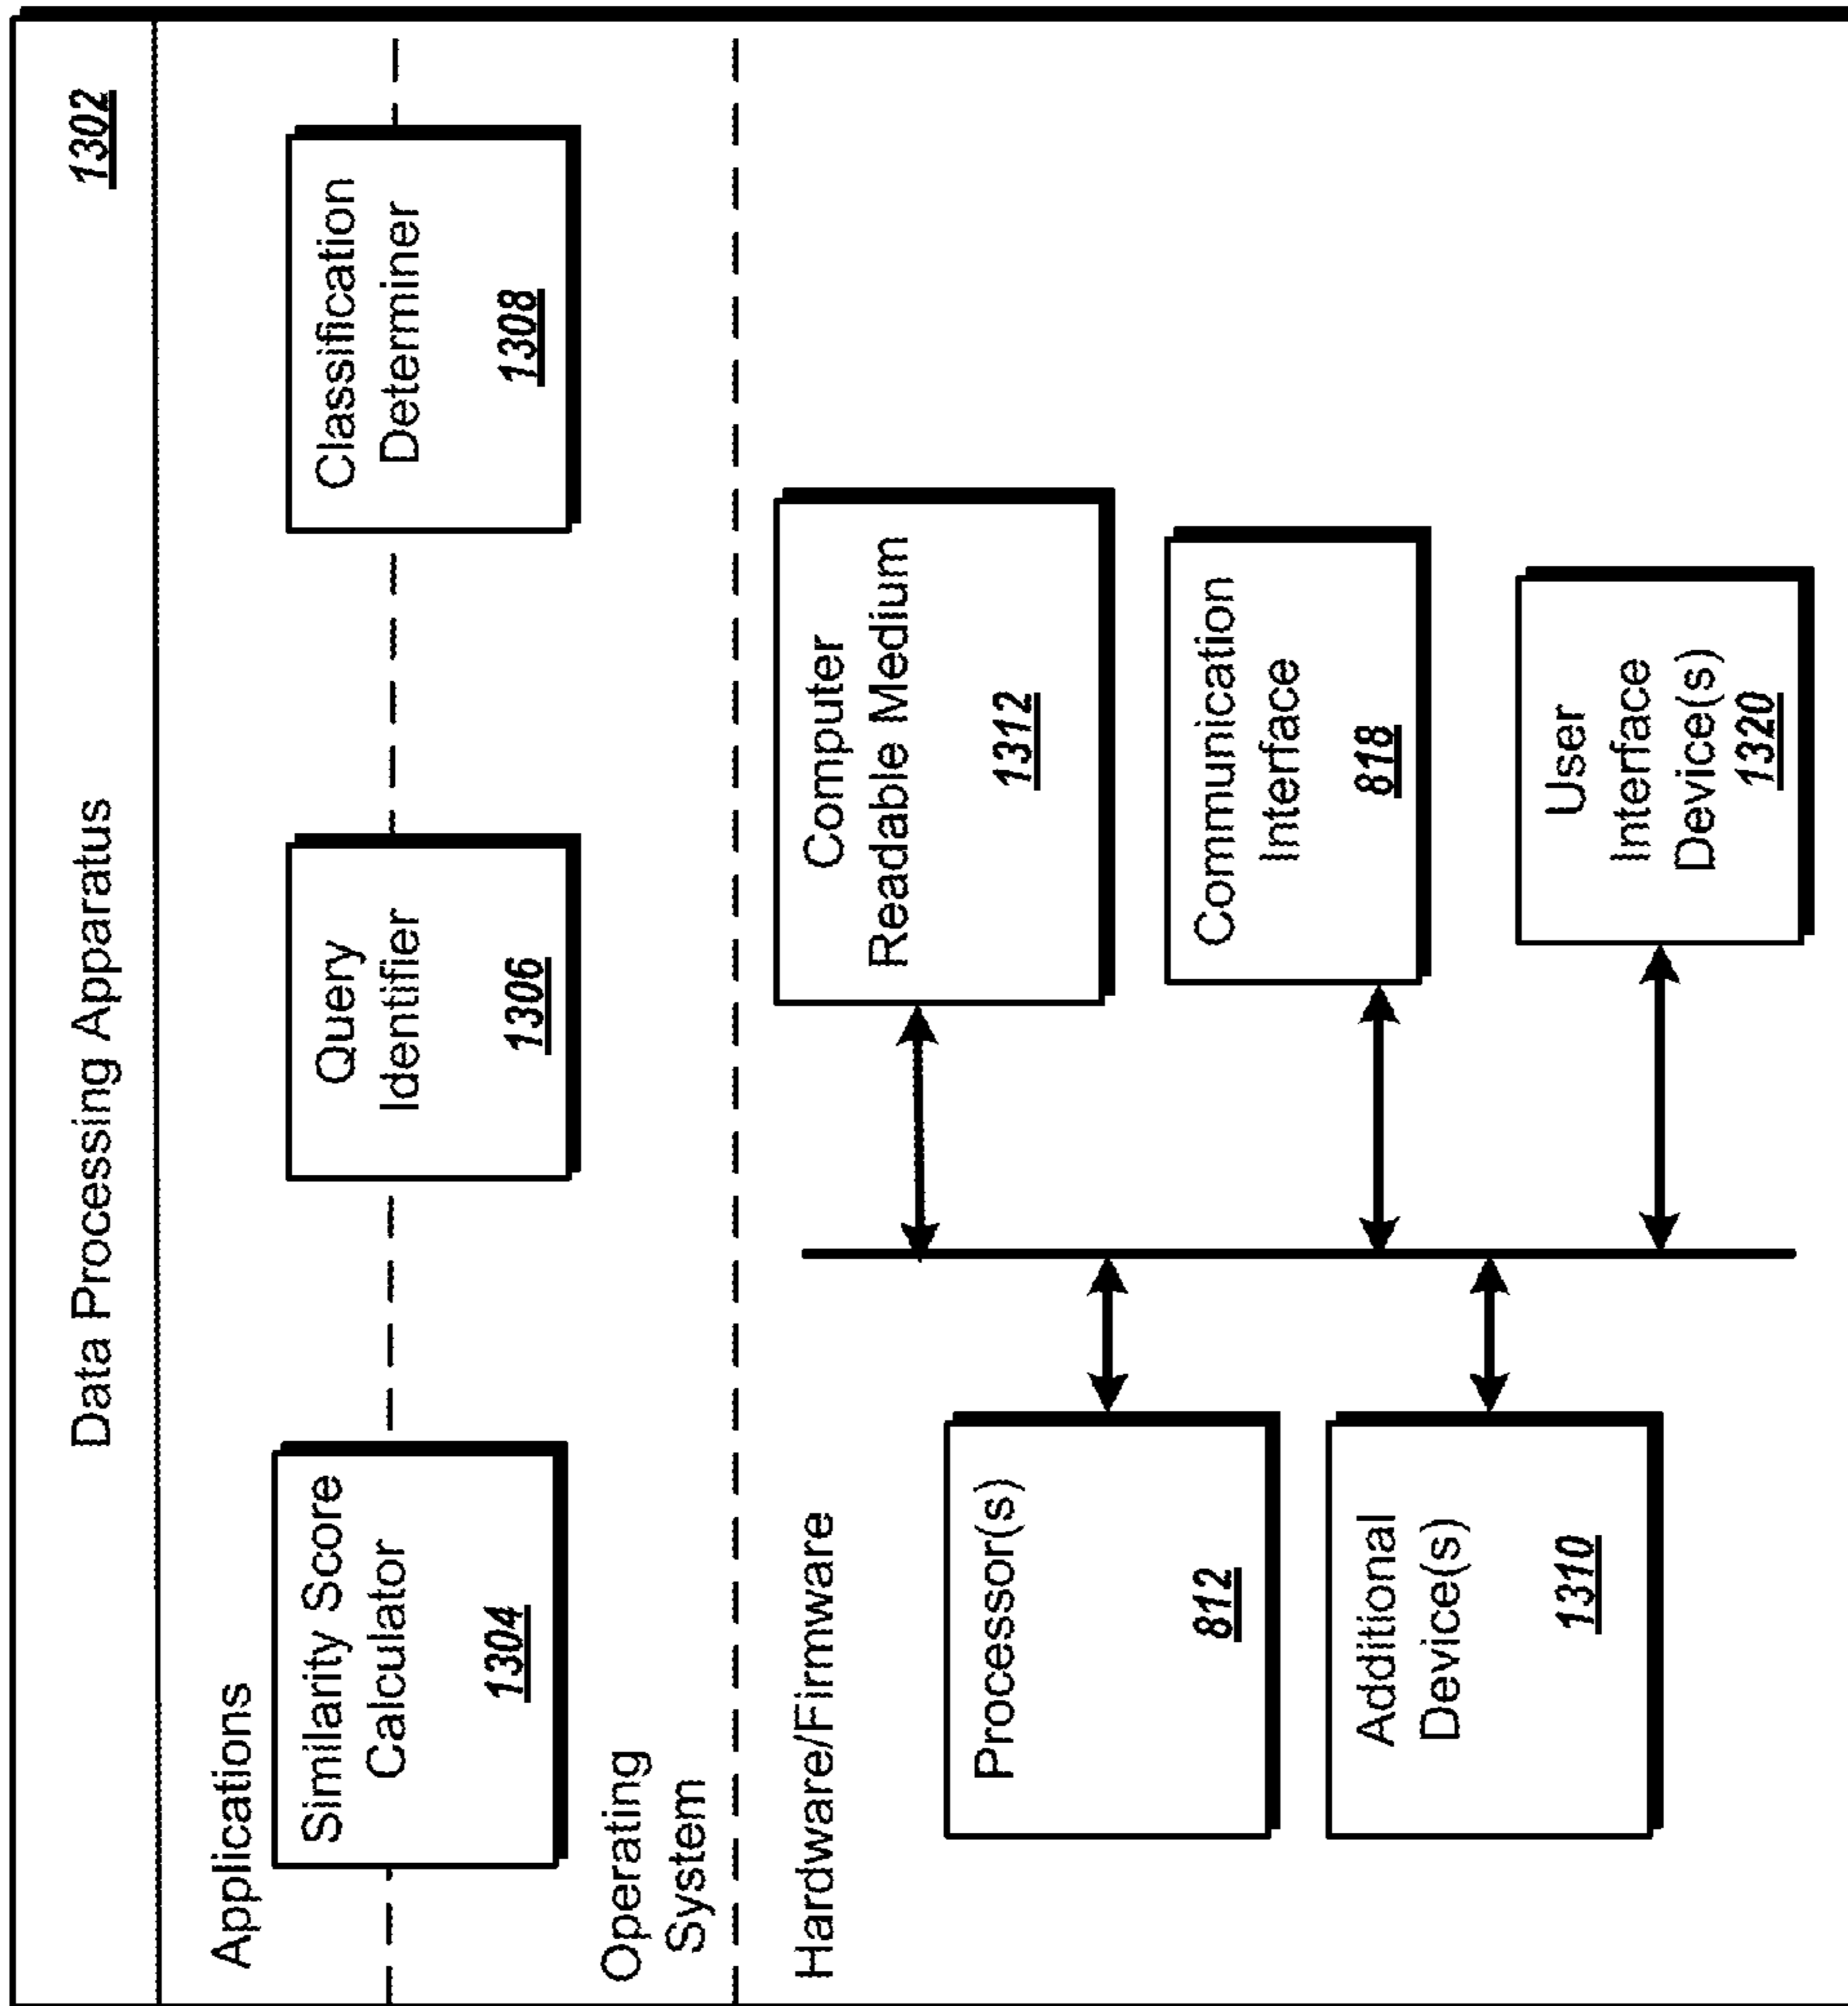 Data Processing Apparatus
1302
Applications
Similarity Score
Calculator
1304
Query
Identifier
1306
Classification
Determiner
1308
Operating
System
Hardware/Firmware
Processor(s)
812
Additional
Device(s)
1310
Computer
Readable Medium
1312
Communication
Interface
818
User
Interface
Device(s)
1320